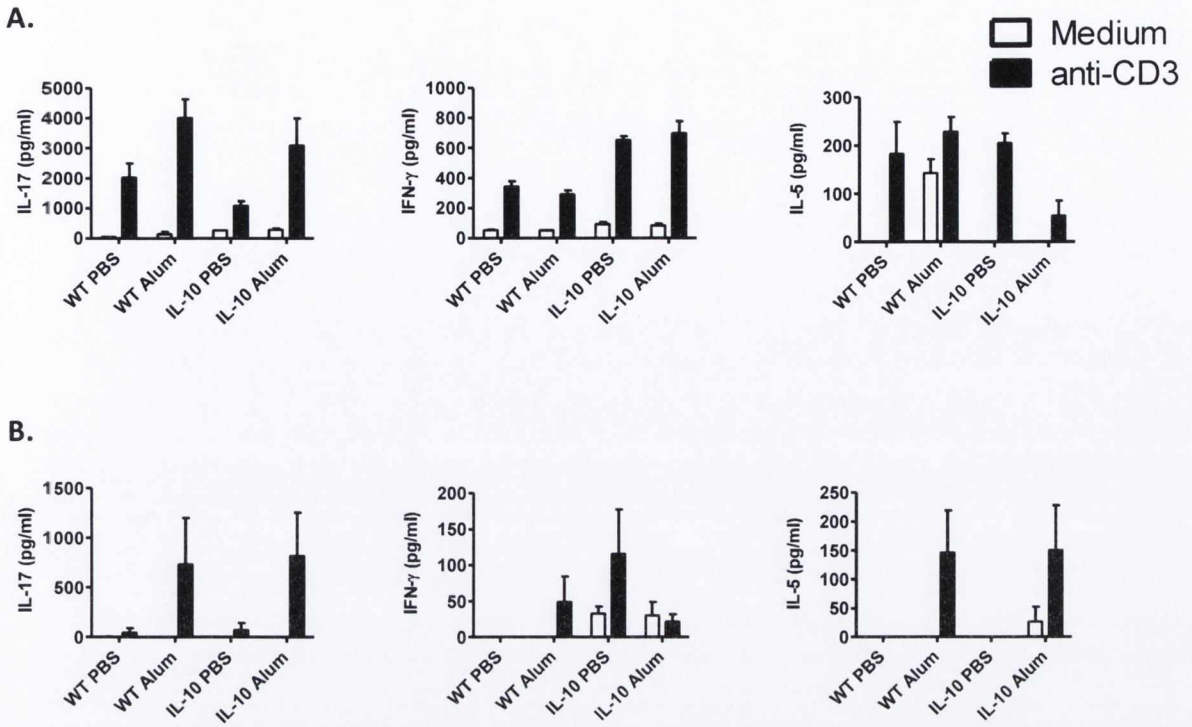 A.
Medium
anti-CD3
IL-17 (pg/ml)
5000
4000
3000
2000
1000
0
WT PBS
WT Alum
IL-10 PBS
IL-10 Alum
IFN-γ (pg/ml)
1000
800
600
400
200
0
WT PBS
WT Alum
IL-10 PBS
IL-10 Alum
IL-5 (pg/ml)
300
200
100
0
WT PBS
WT Alum
IL-10 PBS
IL-10 Alum
B.
IL-17 (pg/ml)
1500
1000
500
0
WT PBS
WT Alum
IL-10 PBS
IL-10 Alum
IFN-γ (pg/ml)
200
150
100
50
0
WT PBS
WT Alum
IL-10 PBS
IL-10 Alum
IL-5 (pg/ml)
250
200
150
100
50
0
WT PBS
WT Alum
IL-10 PBS
IL-10 Alum